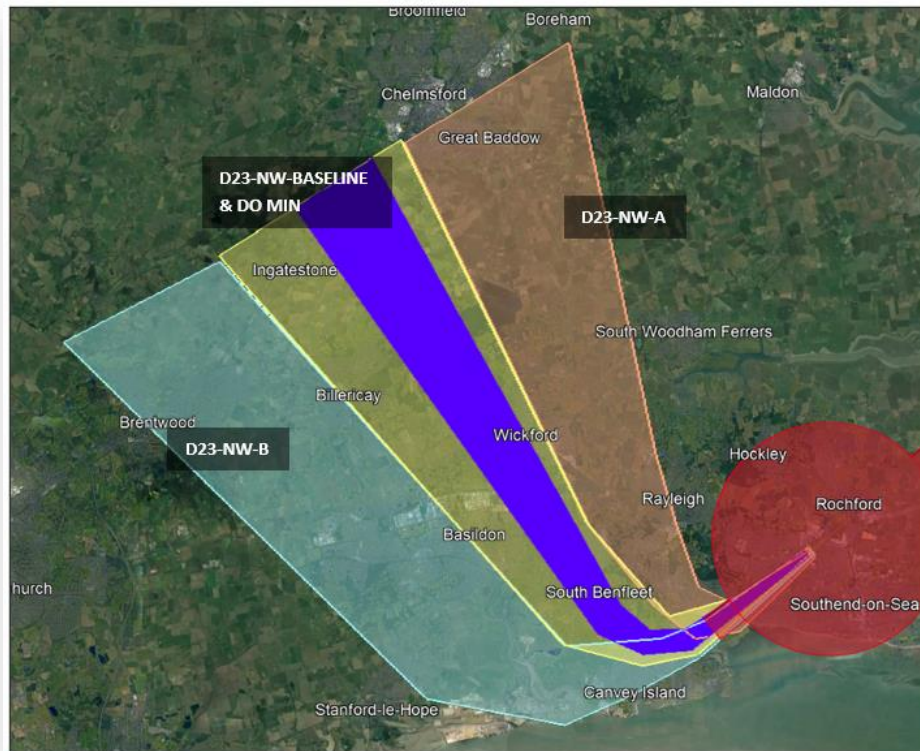 Broomfield
Boreham
Chelmsford
Maldon
Great Baddow
D23-NW-BASELINE
& DO MIN
D23-NW-A
Ingatestone
South Woodham Ferrers
Billericay
Brentwood
D23-NW-B
Wickford
Hockley
Rayleigh
Rochford
Basildon
church
South Benfleet
Southend-on-Sea
Canvey Island
Stanford-le-Hope